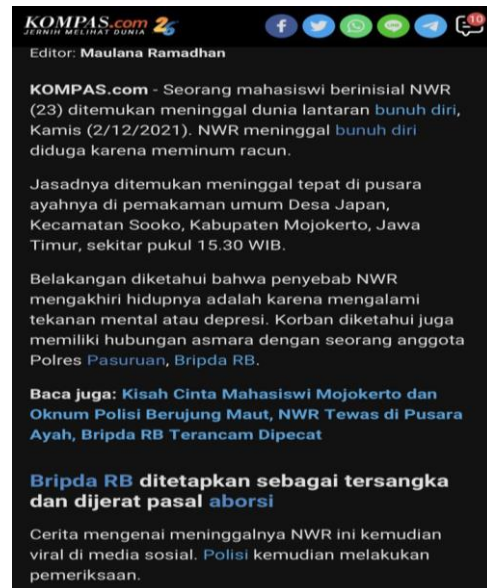 KOMPAS.com 26
JERNIH MELIHAT DUNIA
10
Editor: Maulana Ramadhan
KOMPAS.com - Seorang mahasiswi berinisial NWR
(23) ditemukan meninggal dunia lantaran bunuh diri,
Kamis (2/12/2021). NWR meninggal bunuh diri
diduga karena meminum racun.
Jasadnya ditemukan meninggal tepat di pusara
ayahnya di pemakaman umum Desa Japan,
Kecamatan Sooko, Kabupaten Mojokerto, Jawa
Timur, sekitar pukul 15.30 WIB.
Belakangan diketahui bahwa penyebab NWR
mengakhiri hidupnya adalah karena mengalami
tekanan mental atau depresi. Korban diketahui juga
memiliki hubungan asmara dengan seorang anggota
Polres Pasuruan, Bripda RB.
Baca juga: Kisah Cinta Mahasiswi Mojokerto dan
Oknum Polisi Berujung Maut, NWR Tewas di Pusara
Ayah, Bripda RB Terancam Dipecat
Bripda RB ditetapkan sebagai tersangka
dan dijerat pasal aborsi
Cerita mengenai meninggalnya NWR ini kemudian
viral di media sosial. Polisi kemudian melakukan
pemeriksaan.